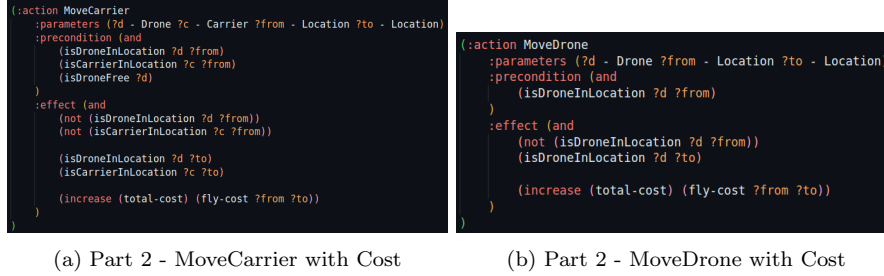 (:action MoveCarrier
:parameters (?d - Drone ?c - Carrier ?from - Location ?to - Location)
:precondition (and
(isDroneInLocation ?d ?from)
(isCarrierInLocation ?c ?from)
(isDroneFree ?d)
)
:effect (and
(not (isDroneInLocation ?d ?from))
(not (isCarrierInLocation ?c ?from))
(isDroneInLocation ?d ?to)
(isCarrierInLocation ?c ?to)
(increase (total-cost) (fly-cost ?from ?to))
)
)
(a) Part 2 - MoveCarrier with Cost
(:action MoveDrone
:parameters (?d - Drone ?from - Location ?to - Location)
:precondition (and
(isDroneInLocation ?d ?from)
)
:effect (and
(not (isDroneInLocation ?d ?from))
(isDroneInLocation ?d ?to)
(increase (total-cost) (fly-cost ?from ?to))
)
)
(b) Part 2 - MoveDrone with Cost